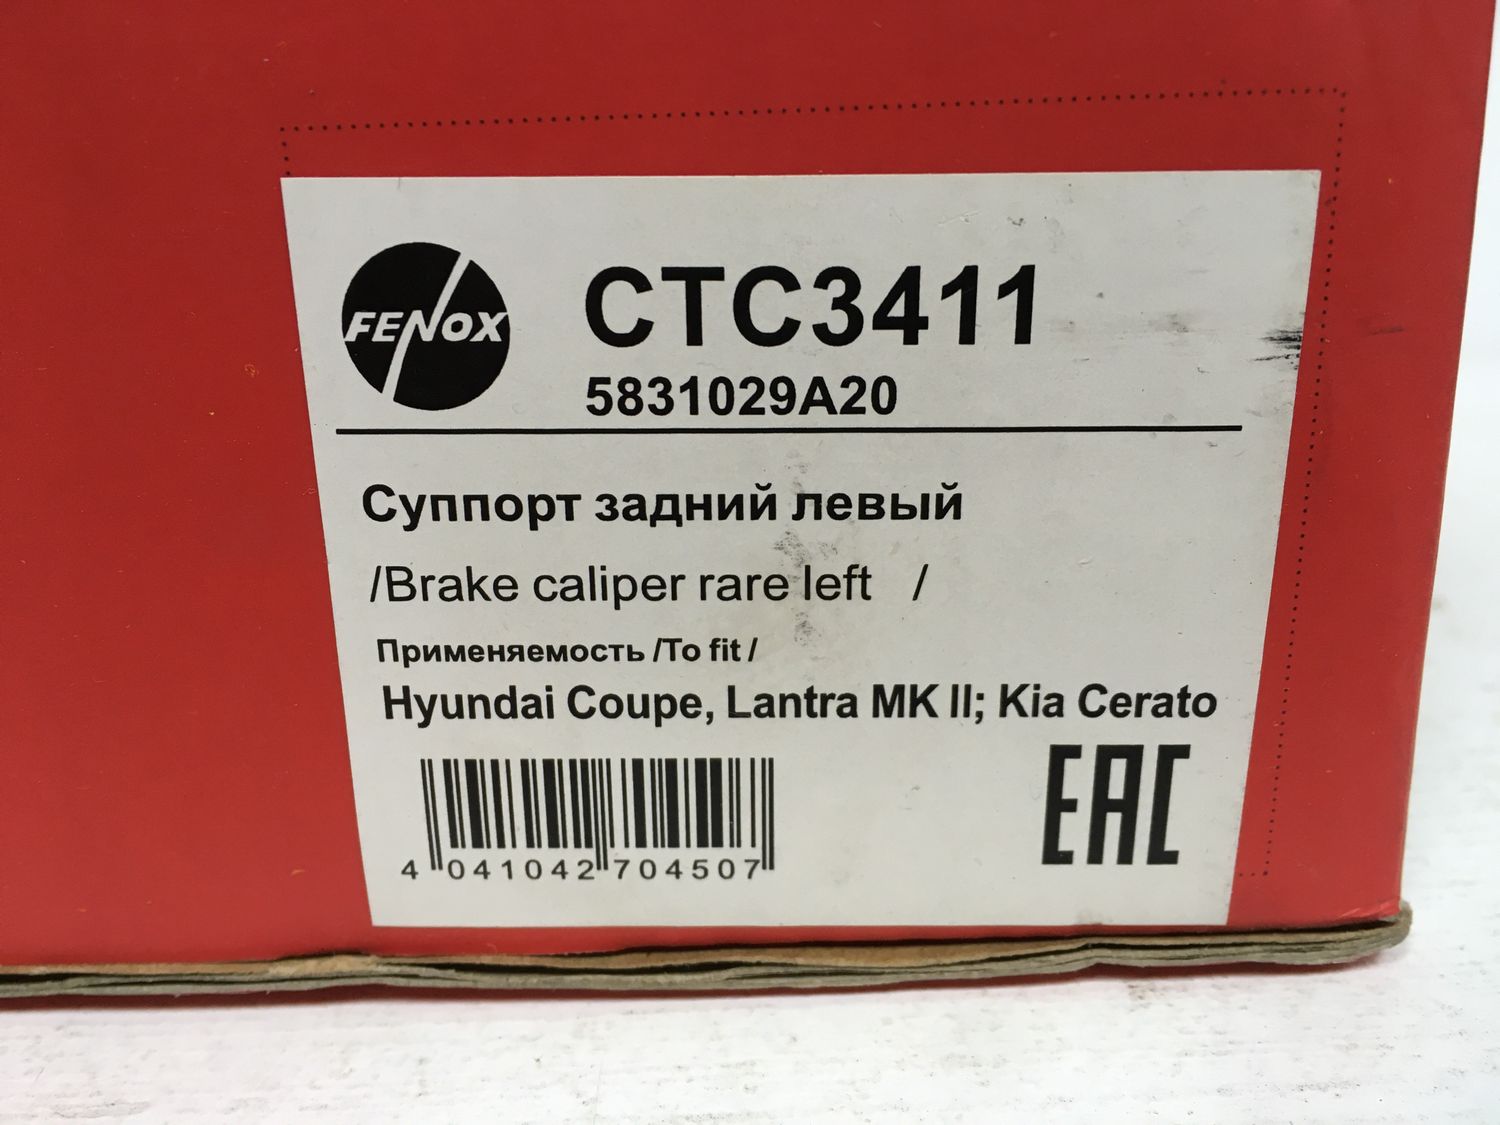 FENOX
CTC3411
5831029A20
Суппорт задний левый
/Brake caliper rare left /
Применяемость /To fit /
Hyundai Coupe, Lantra MK II; Kia Cerato
EAC
4 041042 704507